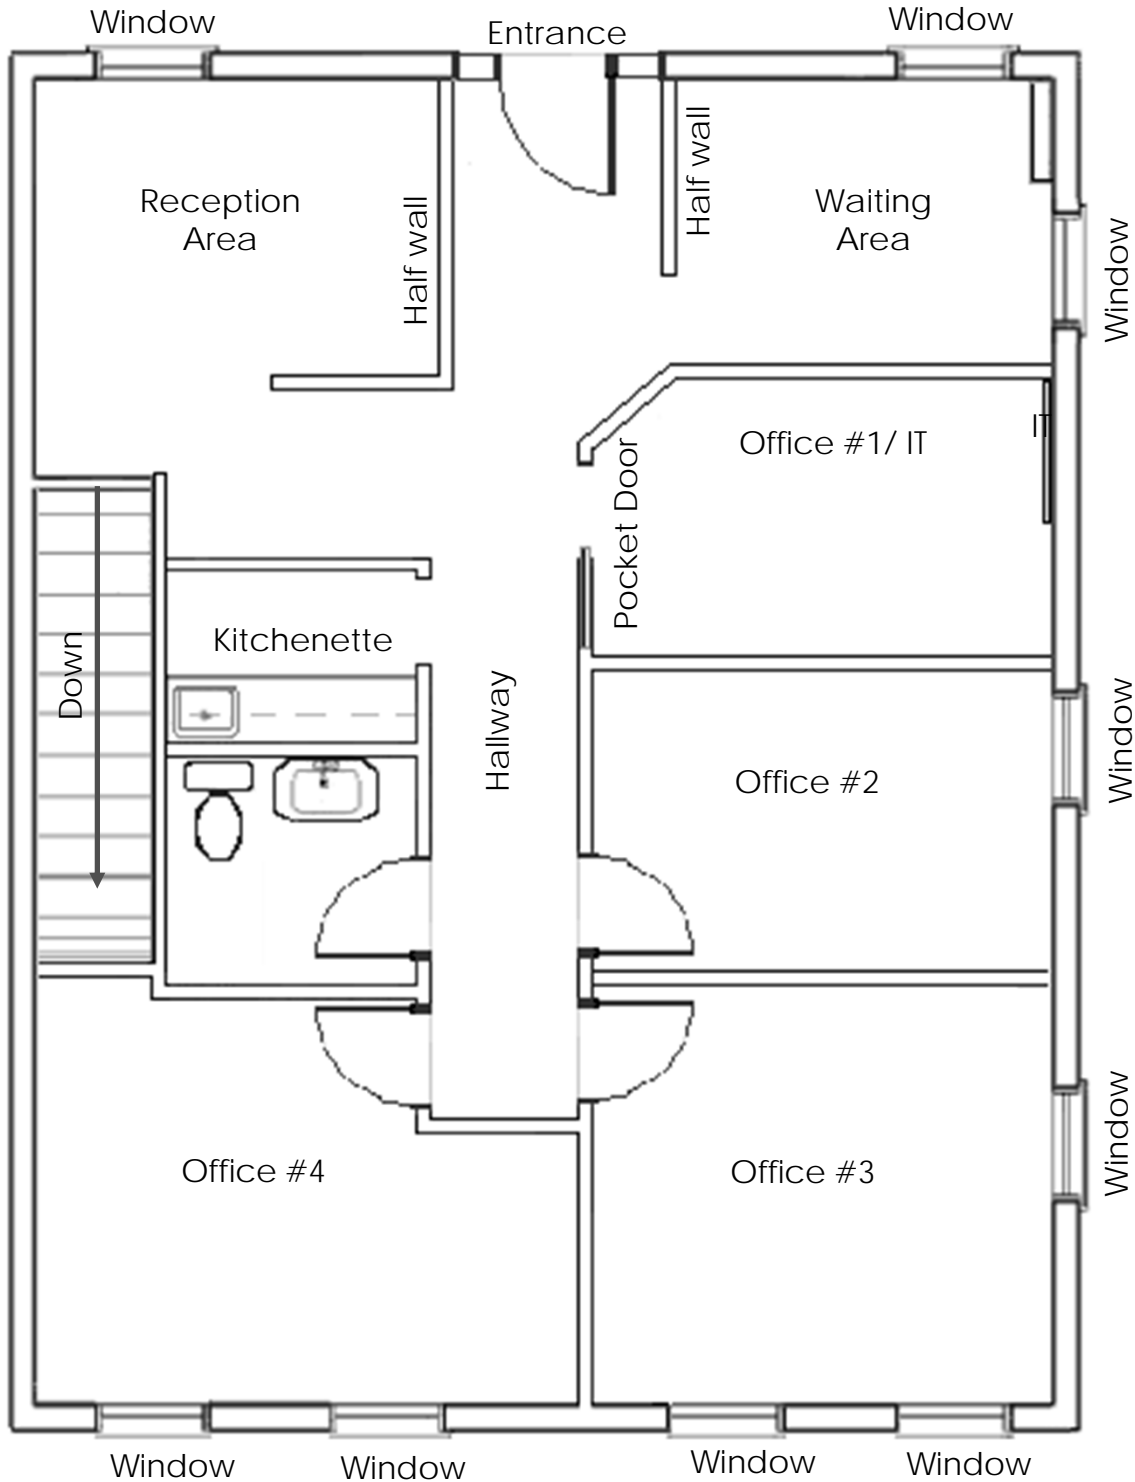 Window
Entrance
Window
Reception
Area
Half wall
Half wall
Waiting
Area
Window
Office #1/ IT
IT
Pocket Door
Down
Kitchenette
Hallway
Office #2
Window
Office #4
Office #3
Window
Window
Window
Window
Window